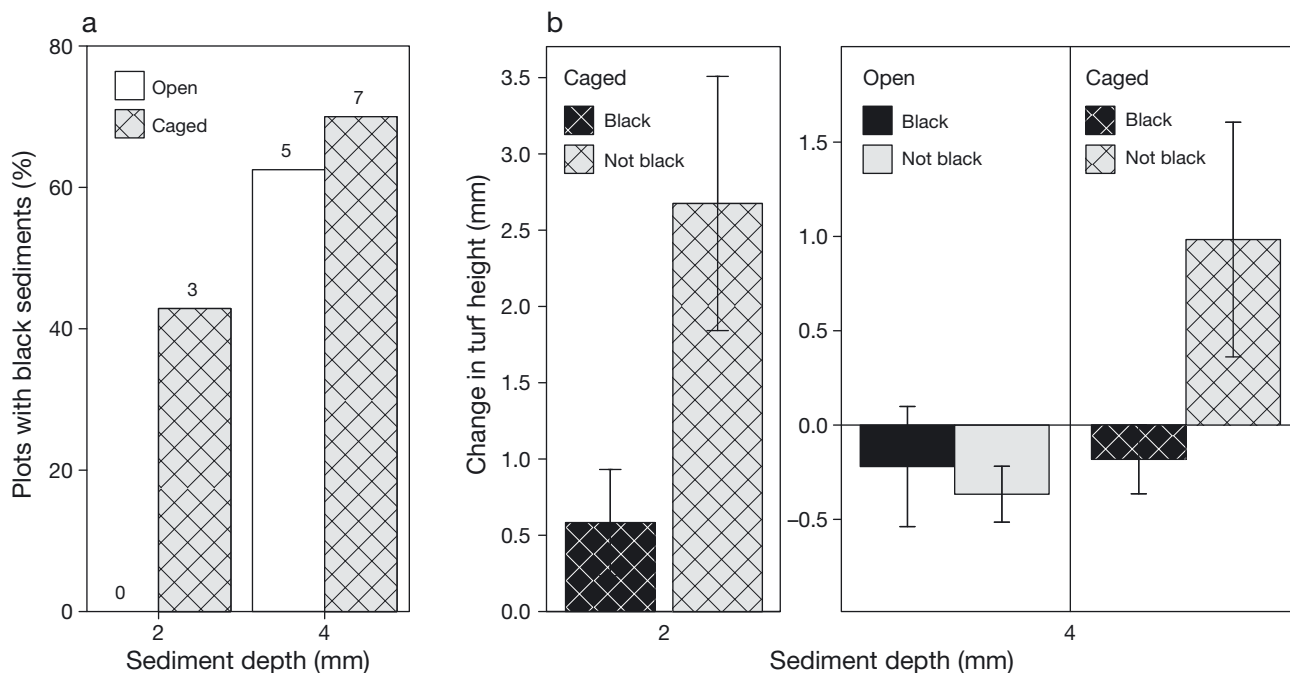 a
80
60
40
20
0
Plots with black sediments (%)
Open
Caged
0
3
5
7
2
4
Sediment depth (mm)
b
3.5
3.0
2.5
2.0
1.5
1.0
0.5
0.0
Change in turf height (mm)
Caged
Black
Not black
2
1.5
1.0
0.5
0.0
−0.5
Open
Black
Not black
Caged
Black
Not black
4
Sediment depth (mm)